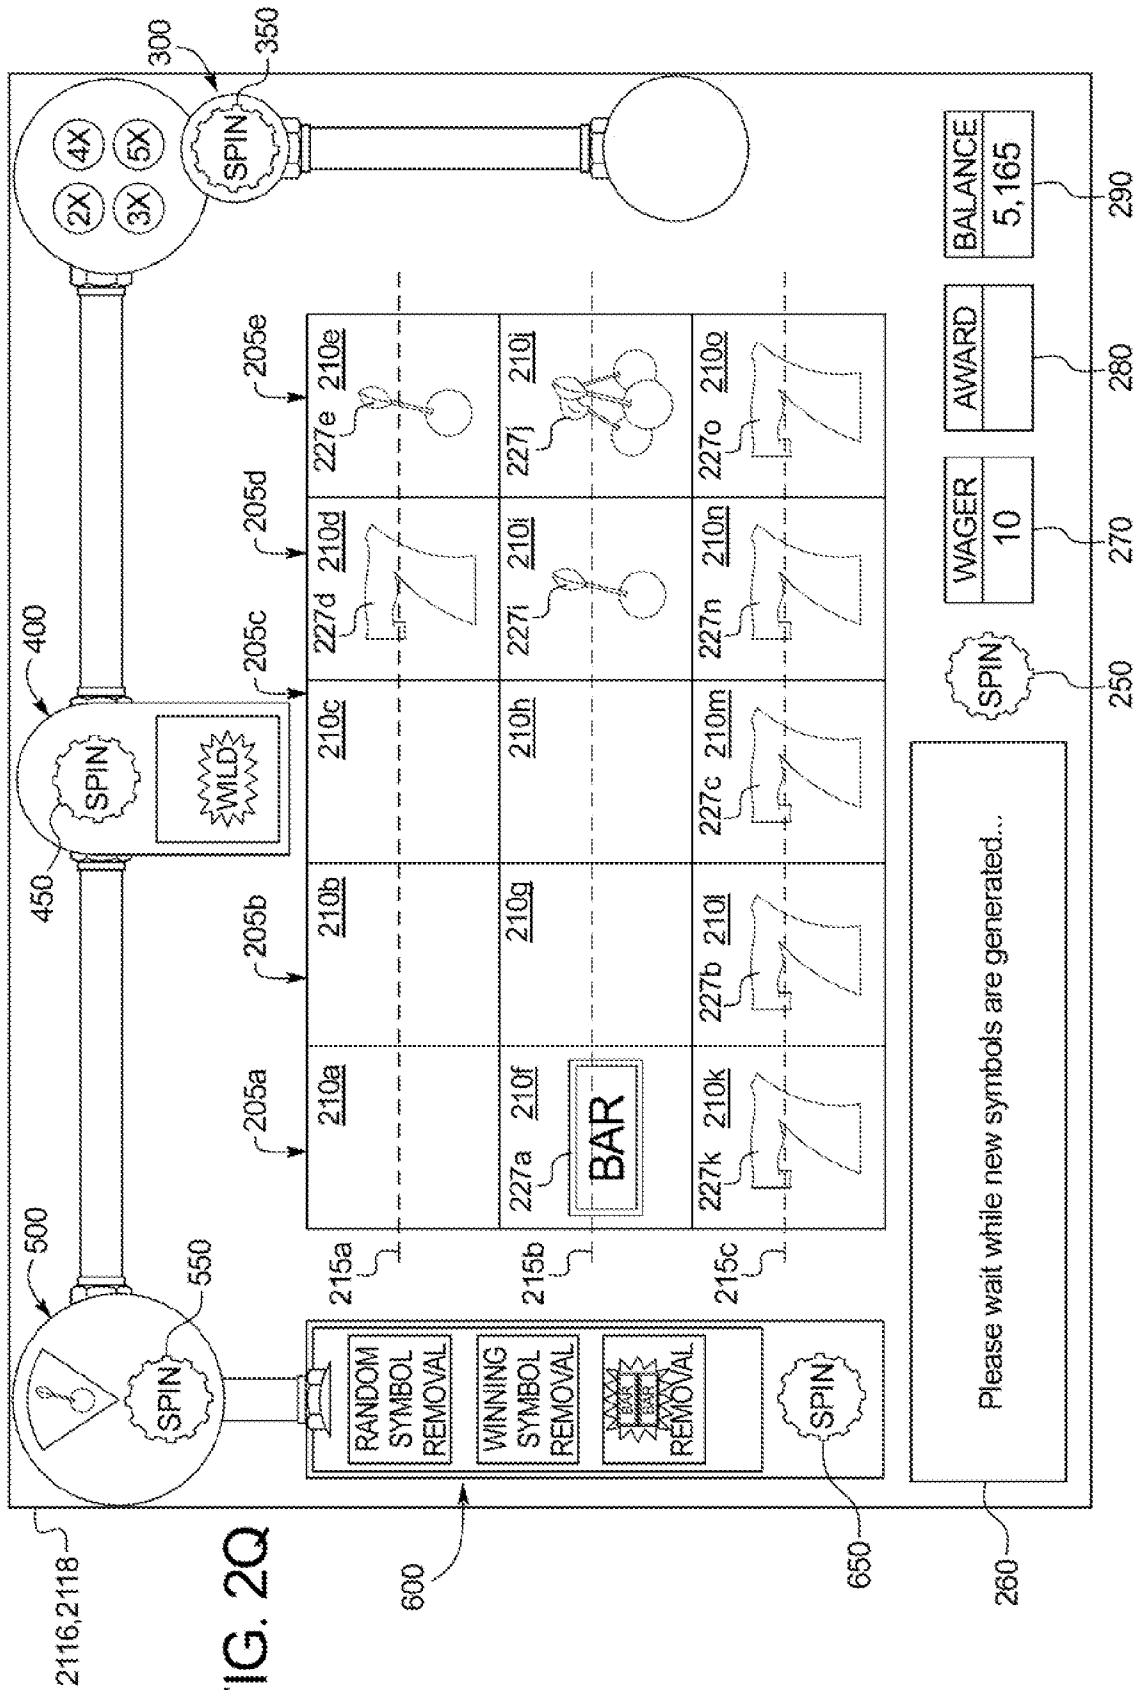 2116,2118
FIG. 2Q
500
550
SPIN
400
450
SPIN
WILD
2X 4X
3X 5X
300
350
SPIN
600
RANDOM
SYMBOL
REMOVAL
WINNING
SYMBOL
REMOVAL
BAR
BAR
REMOVAL
SPIN
650
205a 205b 205c 205d 205e
215a
210a 210b 210c 227d 210d 227e 210e
215b
227a 210f 210g 210h 227i 210i 227j 210j
BAR
215c
227k 210k 227b 210l 227c 210m 227n 210n 227o 210o
Please wait while new symbols are generated...
260
SPIN
250
WAGER
10
270
AWARD
280
BALANCE
5,165
290